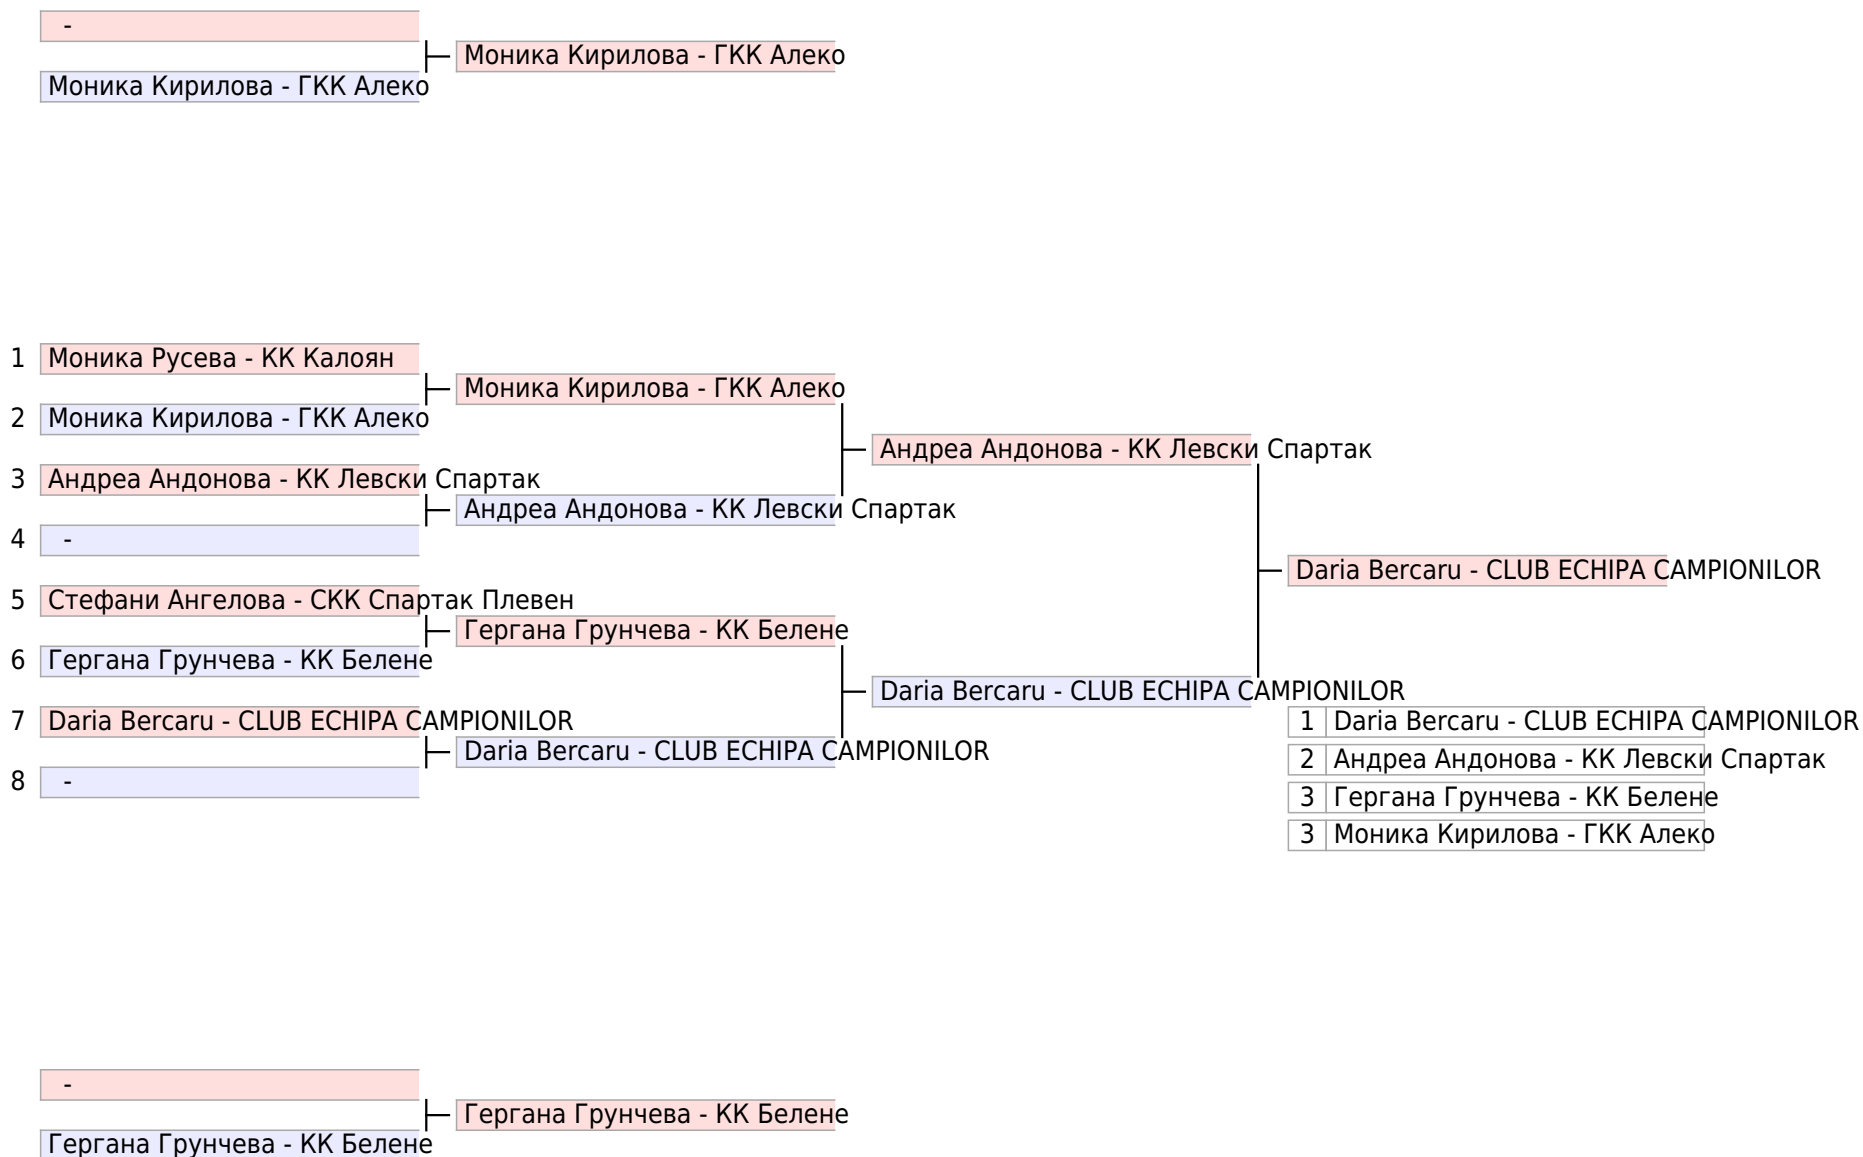 -
Моника Кирилова - ГКК Алеко
Моника Кирилова - ГКК Алеко
1 Моника Русева - КК Калоян
Моника Кирилова - ГКК Алеко
2 Моника Кирилова - ГКК Алеко
Андреа Андонова - КК Левски Спартак
3 Андреа Андонова - КК Левски Спартак
Андреа Андонова - КК Левски Спартак
4 -
Daria Bercaru - CLUB ECHIPA CAMPIONILOR
5 Стефани Ангелова - СКК Спартак Плевен
Гергана Грунчева - КК Белене
6 Гергана Грунчева - КК Белене
Daria Bercaru - CLUB ECHIPA CAMPIONILOR
7 Daria Bercaru - CLUB ECHIPA CAMPIONILOR
Daria Bercaru - CLUB ECHIPA CAMPIONILOR
8 -
1 Daria Bercaru - CLUB ECHIPA CAMPIONILOR
2 Андреа Андонова - КК Левски Спартак
3 Гергана Грунчева - КК Белене
3 Моника Кирилова - ГКК Алеко
-
Гергана Грунчева - КК Белене
Гергана Грунчева - КК Белене